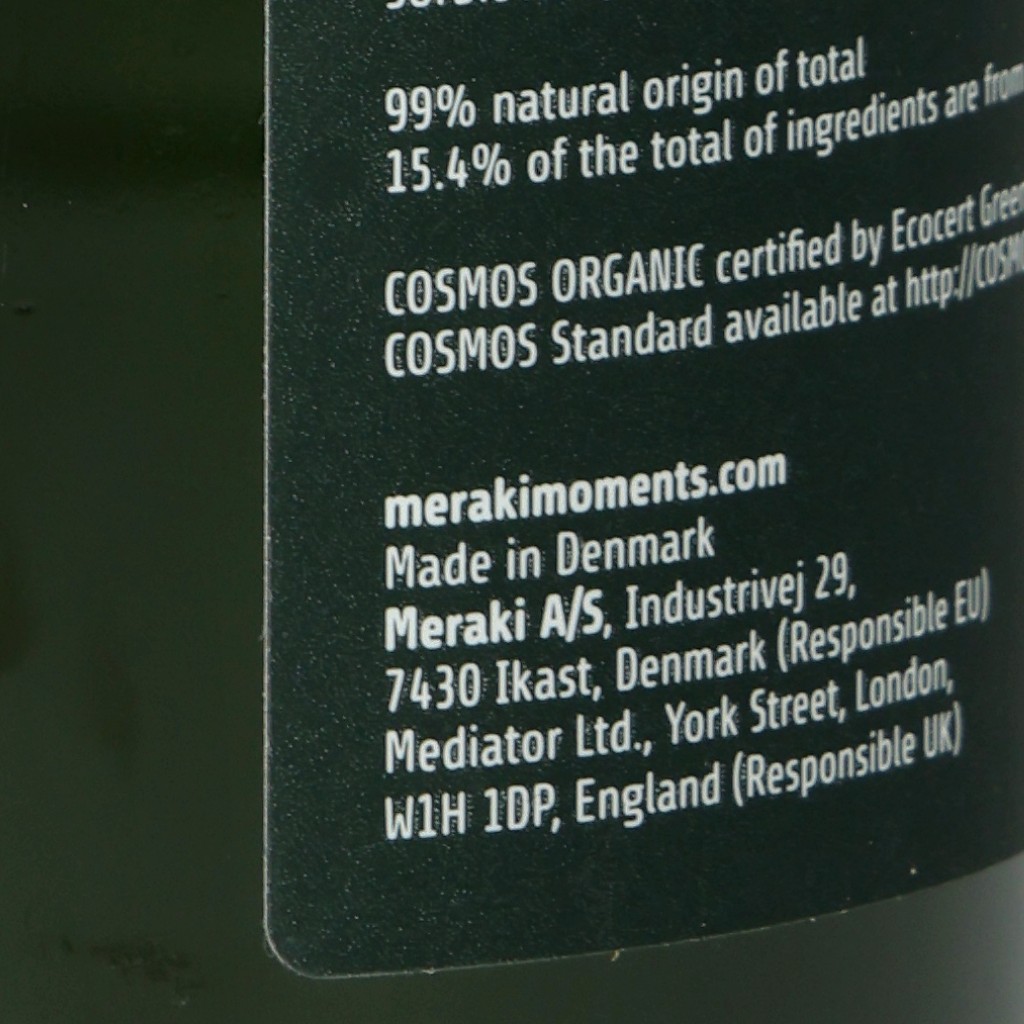 99% natural origin of total
15.4% of the total of ingredients are from
COSMOS ORGANIC certified by Ecocert
COSMOS Standard available at
merakimoments.com
Made in Denmark
Meraki A/S, Industrivej 29,
7430 Ikast, Denmark (Responsible EU)
Mediator Ltd., York Street, London,
W1H 1DP, England (Responsible UK)